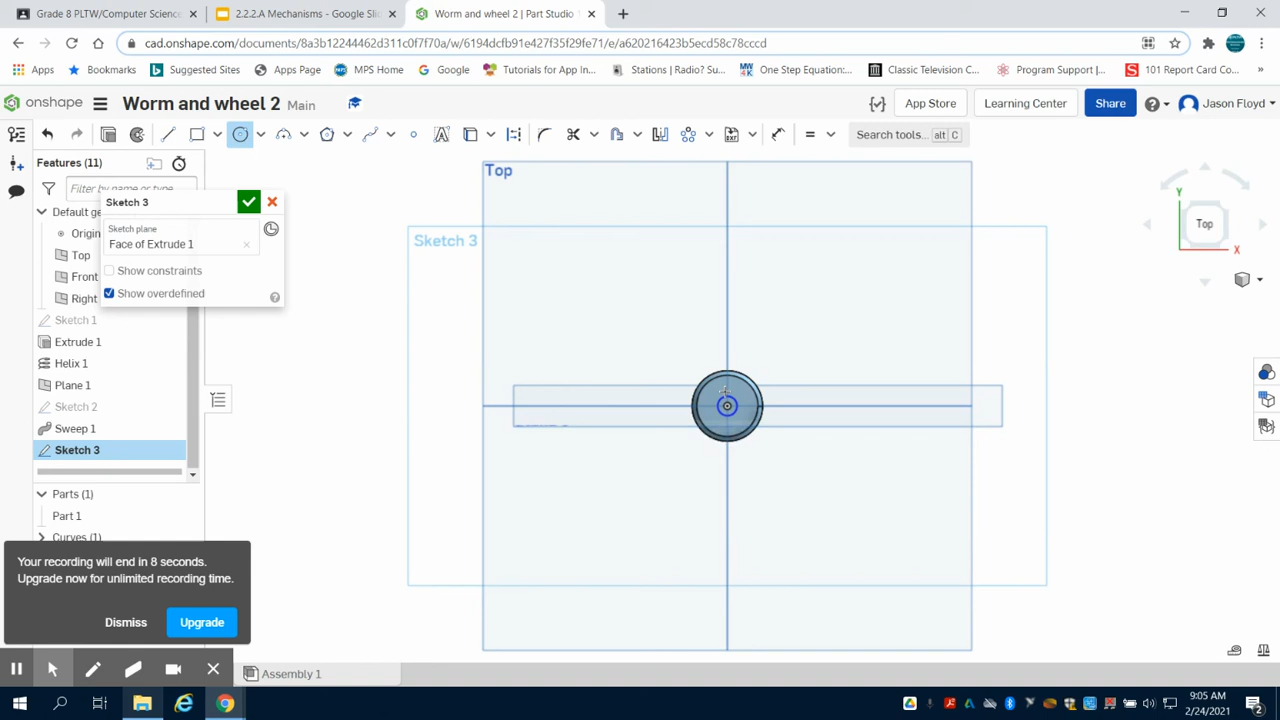 Grade 8 PLTW/Computer Science
2.2.2.A Mechanisms - Google Sli
Worm and wheel 2 | Part Studio
cad.onshape.com/documents/8a3b12244462d311c0f7f70a/w/6194dcfb91e427f35f29fe71/e/a620216423b5ecd58c78cccd
Apps
Bookmarks
Suggested Sites
Apps Page
MPS Home
Google
Tutorials for App In...
Stations | Radio? Su...
One Step Equation:...
Classic Television C...
Program Support |...
101 Report Card Co...
onshape
Worm and wheel 2 Main
App Store
Learning Center
Share
Jason Floyd
Search tools... alt C
Features (11)
Filter by name or type
Sketch 3
Sketch plane
Face of Extrude 1
Show constraints
Show overdefined
Default ge
Origin
Top
Front
Right
Sketch 1
Extrude 1
Helix 1
Plane 1
Sketch 2
Sweep 1
Sketch 3
Parts (1)
Part 1
Curves (1)
Top
Sketch 3
Y
Top
X
Your recording will end in 8 seconds.
Upgrade now for unlimited recording time.
Dismiss
Upgrade
Assembly 1
9:05 AM
2/24/2021
2